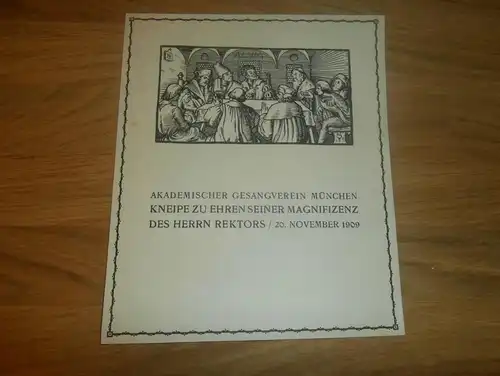 AKADEMISCHER GESANGVEREIN MÜNCHEN
KNEIPE ZU EHREN SEINER MAGNIFIZENZ
DES HERRN REKTORS / 20. NOVEMBER 1909